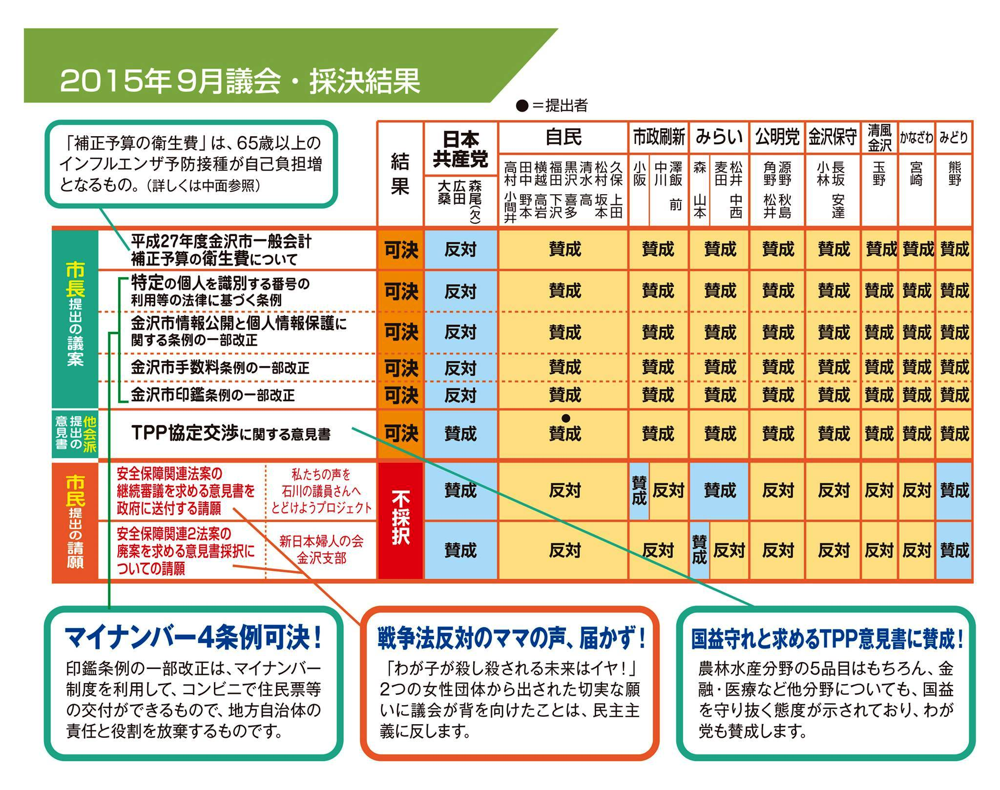 2015年9月議会・採決結果
●＝提出者
「補正予算の衛生費」は、65歳以上の
インフルエンザ予防接種が自己負担増
となるもの。（詳しくは中面参照）
結果
日本
共産党
自民
市政刷新
みらい
公明党
金沢保守
清風
金沢
かなざわ
みどり
森尾（欠）
広田
大桑
久保 上田
松村 坂本
清水 高
黒沢 喜多
福田 下沢
横越 高岩
田中 野本
高村 小間井
小阪
澤飯 前
中川
森 山本
松井 中西
麦田
源野 秋島
角野 松井
長坂 安達
小林
玉野
宮崎
熊野
市長提出の議案
平成27年度金沢市一般会計
補正予算の衛生費について
可決 反対 賛成 賛成 賛成 賛成 賛成 賛成 賛成 賛成
特定の個人を識別する番号の
利用等の法律に基づく条例
可決 反対 賛成 賛成 賛成 賛成 賛成 賛成 賛成 賛成
金沢市情報公開と個人情報保護に
関する条例の一部改正
可決 反対 賛成 賛成 賛成 賛成 賛成 賛成 賛成 賛成
金沢市手数料条例の一部改正
可決 反対 賛成 賛成 賛成 賛成 賛成 賛成 賛成 賛成
金沢市印鑑条例の一部改正
可決 反対 賛成 賛成 賛成 賛成 賛成 賛成 賛成 賛成
他会派
提出の
意見書
TPP協定交渉に関する意見書
●
可決 賛成 賛成 賛成 賛成 賛成 賛成 賛成 賛成 賛成
市民提出の請願
安全保障関連法案の
継続審議を求める意見書を
政府に送付する請願
私たちの声を
石川の議員さんへ
とどけようプロジェクト
不採択
賛成 反対 賛成 反対 賛成 反対 反対 反対 反対 賛成
安全保障関連2法案の
廃案を求める意見書採択に
ついての請願
新日本婦人の会
金沢支部
賛成 反対 反対 賛成 反対 反対 反対 反対 反対 賛成
マイナンバー4条例可決！
印鑑条例の一部改正は、マイナンバー
制度を利用して、コンビニで住民票等
の交付ができるもので、地方自治体の
責任と役割を放棄するものです。
戦争法反対のママの声、届かず！
「わが子が殺し殺される未来はイヤ！」
2つの女性団体から出された切実な願
いに議会が背を向けたことは、民主主
義に反します。
国益守れと求めるTPP意見書に賛成！
農林水産分野の5品目はもちろん、金
融・医療など他分野についても、国益
を守り抜く態度が示されており、わが
党も賛成します。